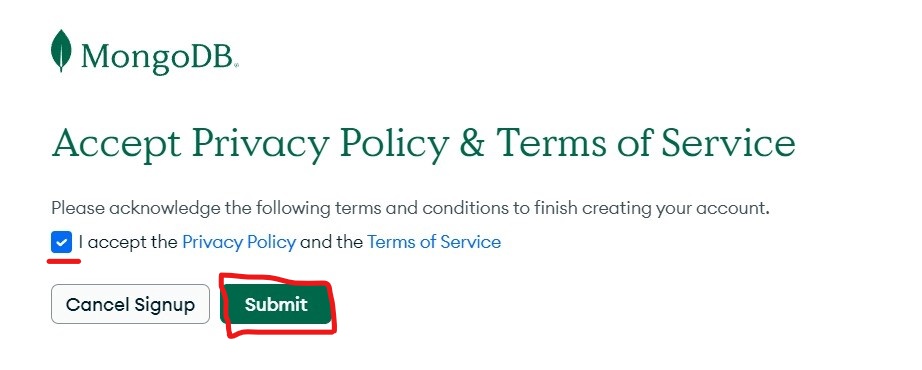 MongoDB
Accept Privacy Policy & Terms of Service
Please acknowledge the following terms and conditions to finish creating your account.
I accept the Privacy Policy and the Terms of Service
Cancel Signup Submit